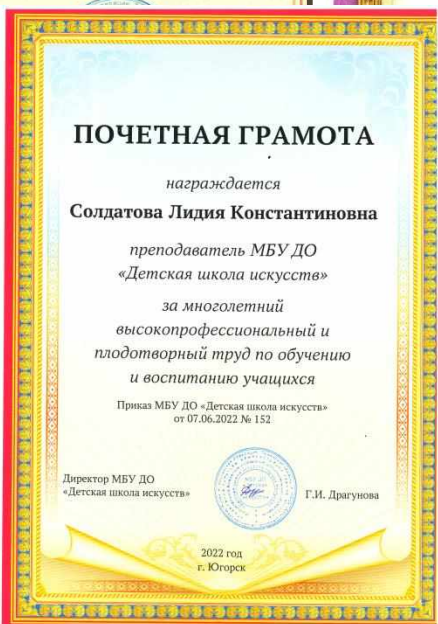 ПОЧЕТНАЯ ГРАМОТА
награждается
Солдатова Лидия Константиновна
преподаватель МБУ ДО
«Детская школа искусств»
за многолетний
высокопрофессиональный и
плодотворный труд по обучению
и воспитанию учащихся
Приказ МБУ ДО «Детская школа искусств»
от 07.06.2022 № 152
Директор МБУ ДО
«Детская школа искусств»
Г.И. Драгунова
2022 год
г. Югорск